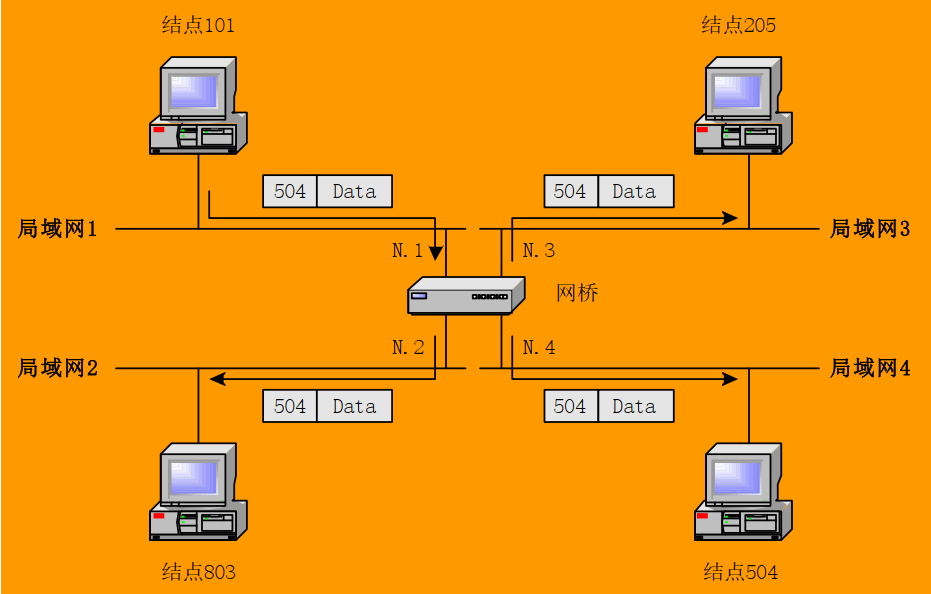 结点101
结点205
504 Data
504 Data
局域网1
局域网3
N.1
N.3
网桥
N.2
N.4
局域网2
局域网4
504 Data
504 Data
结点803
结点504